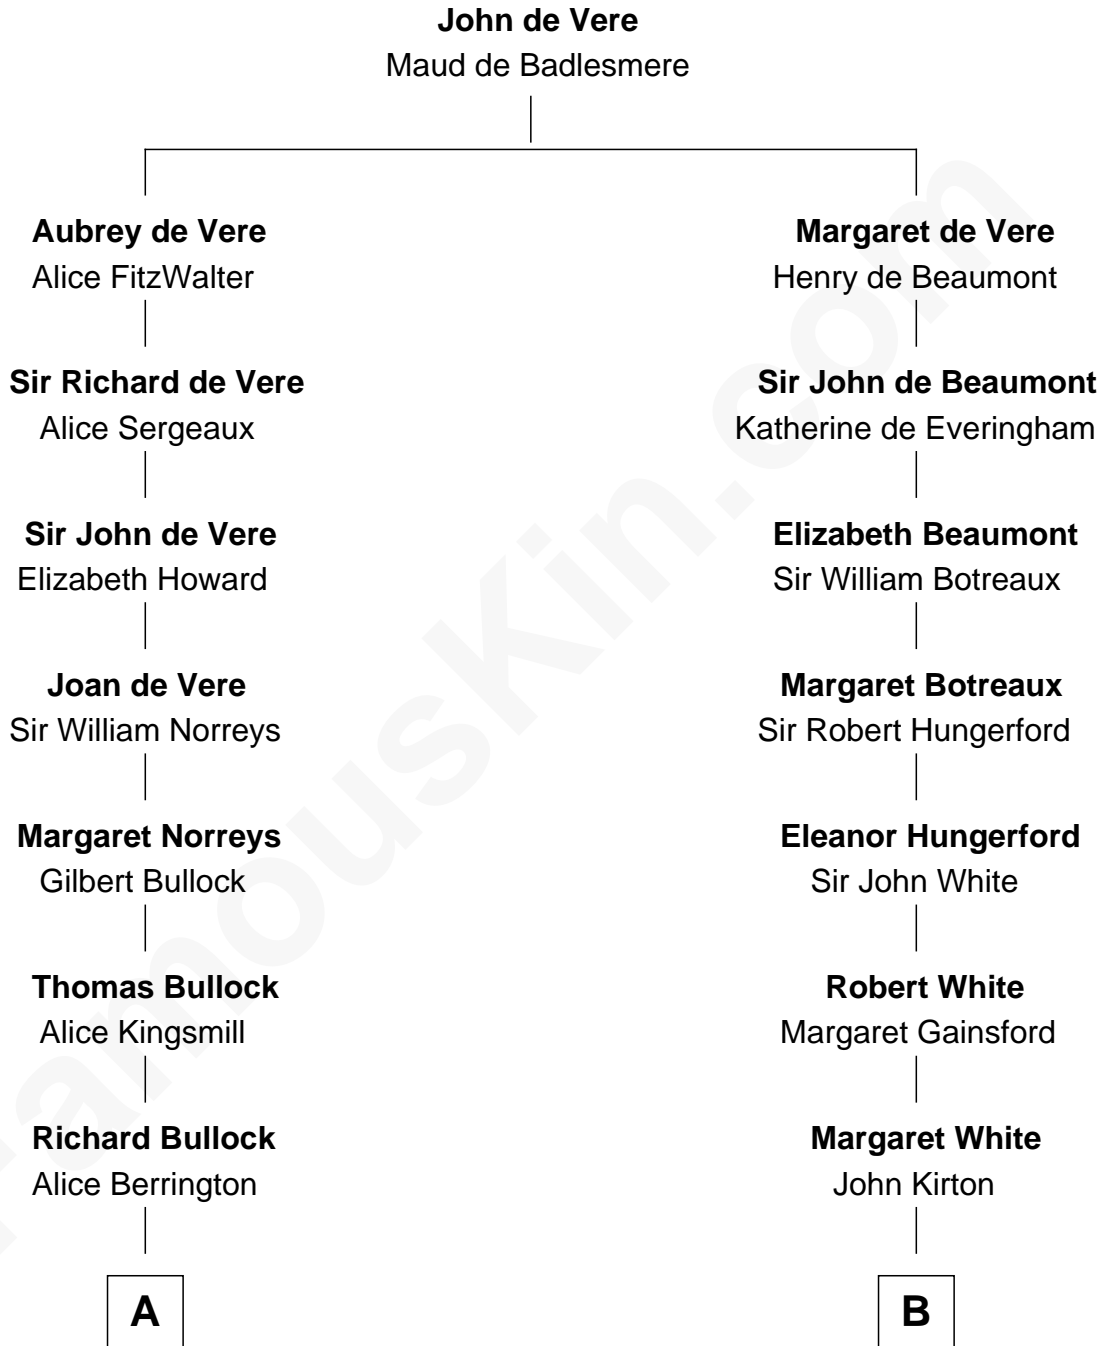 John de Vere
Maud de Badlesmere
Aubrey de Vere
Alice FitzWalter
Margaret de Vere
Henry de Beaumont
Sir Richard de Vere
Alice Sergeaux
Sir John de Beaumont
Katherine de Everingham
Sir John de Vere
Elizabeth Howard
Elizabeth Beaumont
Sir William Botreaux
Joan de Vere
Sir William Norreys
Margaret Botreaux
Sir Robert Hungerford
Margaret Norreys
Gilbert Bullock
Eleanor Hungerford
Sir John White
Thomas Bullock
Alice Kingsmill
Robert White
Margaret Gainsford
Richard Bullock
Alice Berrington
Margaret White
John Kirton
A
B
FamousKin.com